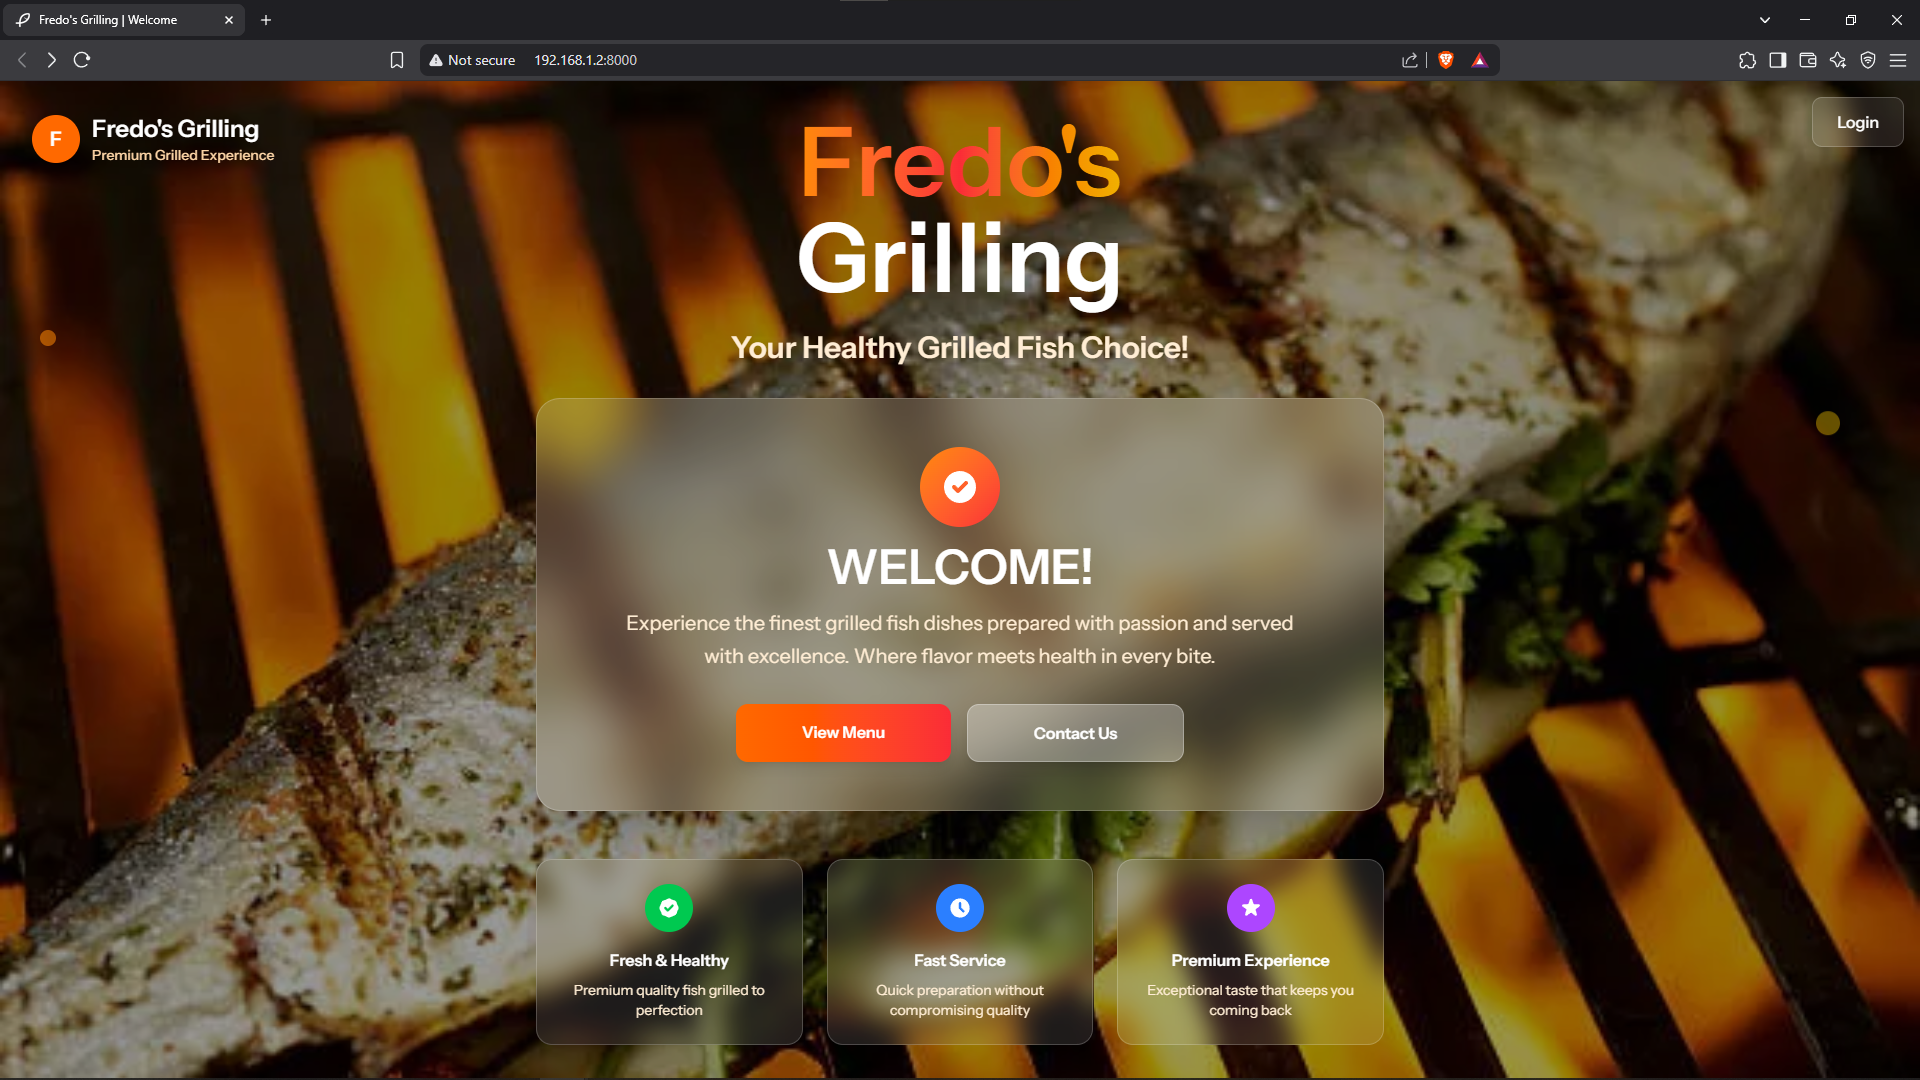 Fredo's Grilling | Welcome
Not secure
192.168.1.2:8000
F
Fredo's Grilling
Premium Grilled Experience
Login
Fredo's
Grilling
Your Healthy Grilled Fish Choice!
WELCOME!
Experience the finest grilled fish dishes prepared with passion and served
with excellence. Where flavor meets health in every bite.
View Menu
Contact Us
Fresh & Healthy
Premium quality fish grilled to
perfection
Fast Service
Quick preparation without
compromising quality
Premium Experience
Exceptional taste that keeps you
coming back